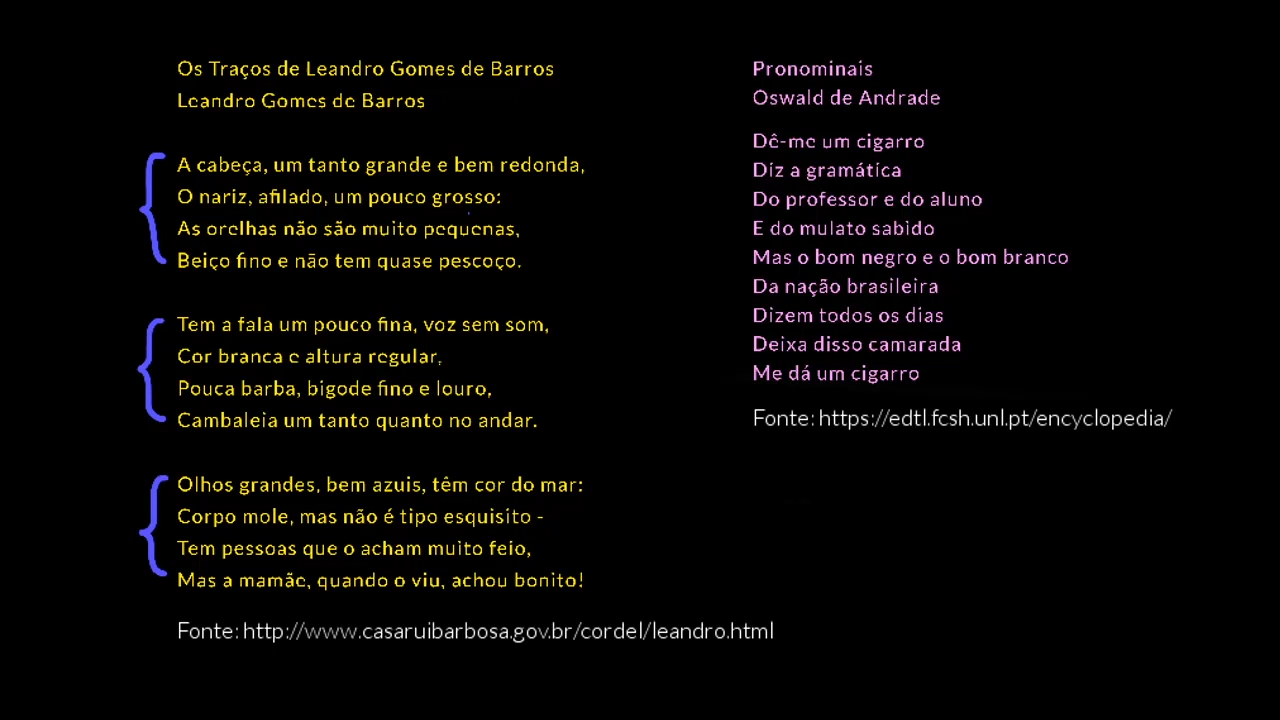 Os Traços de Leandro Gomes de Barros
Leandro Gomes de Barros
A cabeça, um tanto grande e bem redonda,
O nariz, afilado, um pouco grosso:
As orelhas não são muito pequenas,
Beiço fino e não tem quase pescoço.
Tem a fala um pouco fina, voz sem som,
Cor branca e altura regular,
Pouca barba, bigode fino e louro,
Cambaleia um tanto quanto no andar.
Olhos grandes, bem azuis, têm cor do mar:
Corpo mole, mas não é tipo esquisito -
Tem pessoas que o acham muito feio,
Mas a mamãe, quando o viu, achou bonito!
Fonte: http://www.casaruibarbosa.gov.br/cordel/leandro.html
Pronominais
Oswald de Andrade
Dê-me um cigarro
Diz a gramática
Do professor e do aluno
E do mulato sabido
Mas o bom negro e o bom branco
Da nação brasileira
Dizem todos os dias
Deixa disso camarada
Me dá um cigarro
Fonte: https://edtl.fcsh.unl.pt/encyclopedia/